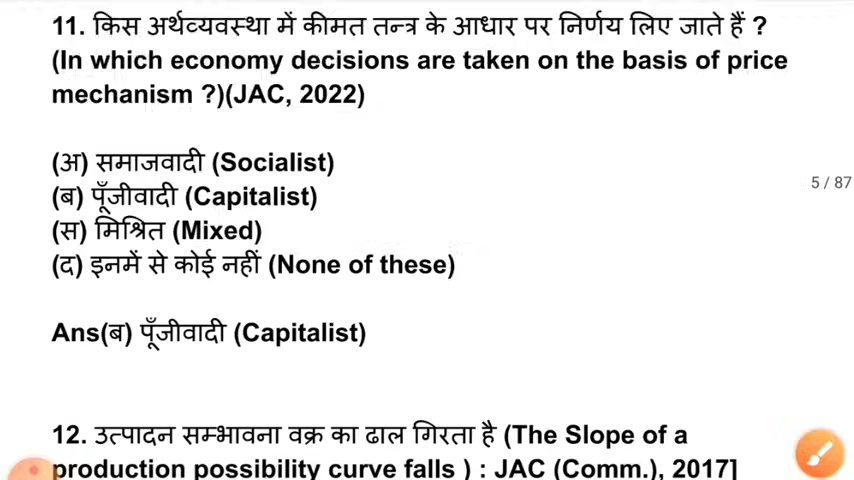 11. किस अर्थव्यवस्था में कीमत तन्त्र के आधार पर निर्णय लिए जाते हैं ?
(In which economy decisions are taken on the basis of price
mechanism ?)(JAC, 2022)
(अ) समाजवादी (Socialist)
(ब) पूँजीवादी (Capitalist)
5 / 87
(स) मिश्रित (Mixed)
(द) इनमें से कोई नहीं (None of these)
Ans(ब) पूँजीवादी (Capitalist)
12. उत्पादन सम्भावना वक्र का ढाल गिरता है (The Slope of a
production possibility curve falls ) : JAC (Comm.), 2017]